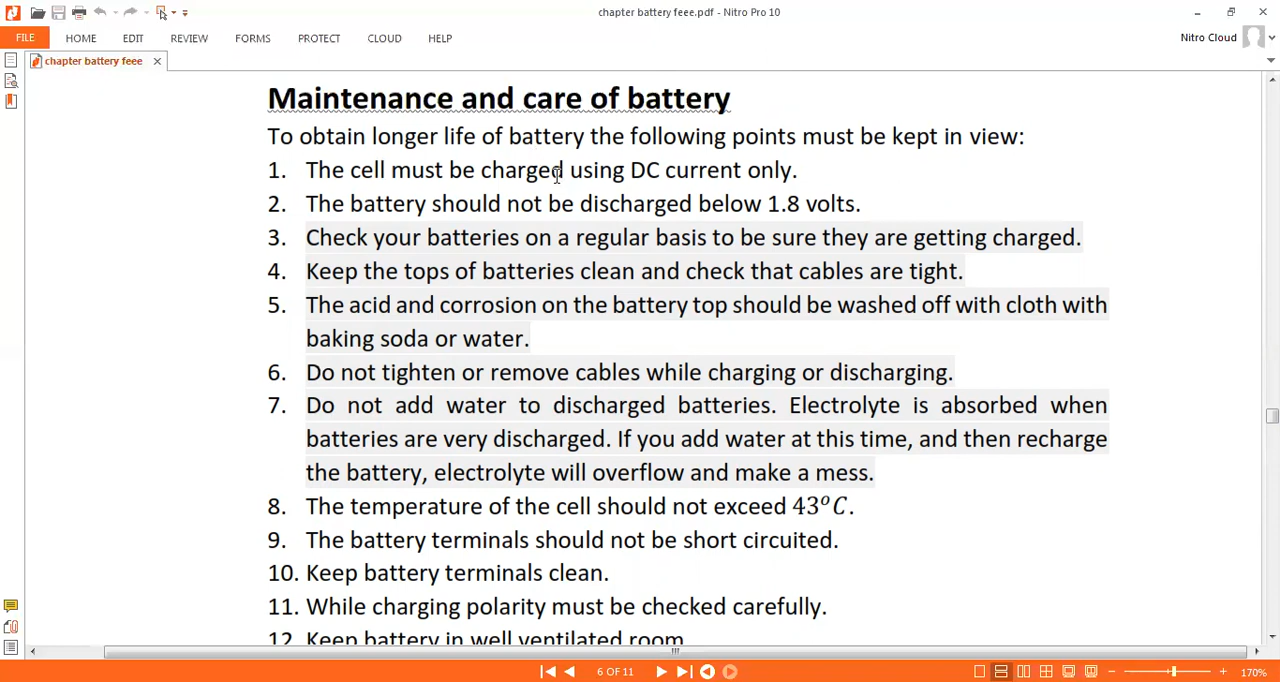 chapter battery feee.pdf - Nitro Pro 10
FILE HOME EDIT REVIEW FORMS PROTECT CLOUD HELP Nitro Cloud
chapter battery feee
Maintenance and care of battery
To obtain longer life of battery the following points must be kept in view:
1. The cell must be charged using DC current only.
2. The battery should not be discharged below 1.8 volts.
3. Check your batteries on a regular basis to be sure they are getting charged.
4. Keep the tops of batteries clean and check that cables are tight.
5. The acid and corrosion on the battery top should be washed off with cloth with
baking soda or water.
6. Do not tighten or remove cables while charging or discharging.
7. Do not add water to discharged batteries. Electrolyte is absorbed when
batteries are very discharged. If you add water at this time, and then recharge
the battery, electrolyte will overflow and make a mess.
8. The temperature of the cell should not exceed 43°C.
9. The battery terminals should not be short circuited.
10. Keep battery terminals clean.
11. While charging polarity must be checked carefully.
12. Keep battery in well ventilated room.
6 OF 11
170%